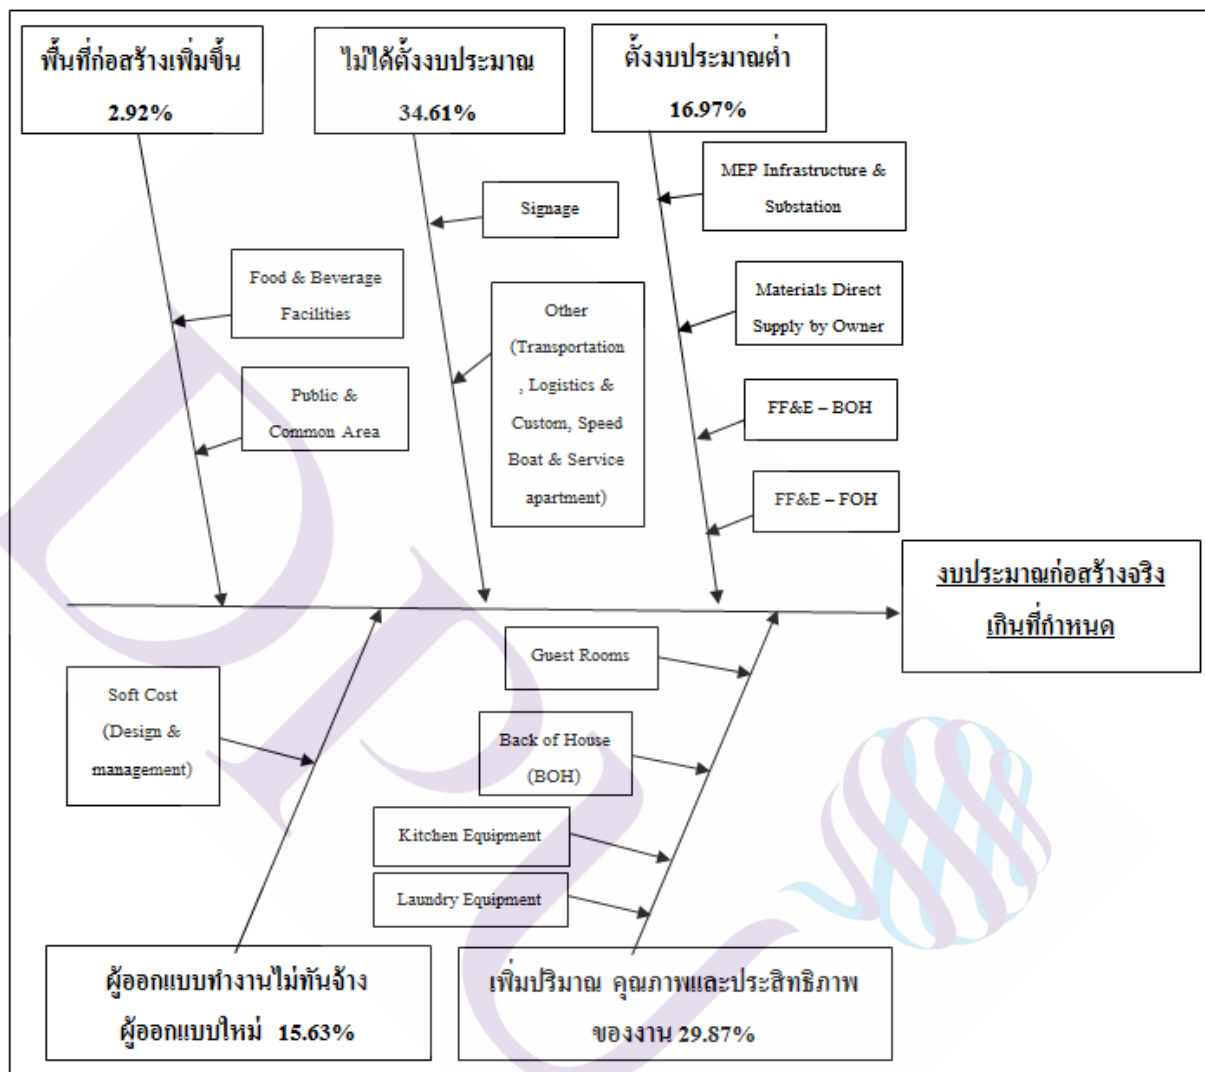 พื้นที่ก่อสร้างเพิ่มขึ้น
2.92%
ไม่ได้ตั้งงบประมาณ
34.61%
ตั้งงบประมาณต่ำ
16.97%
MEP Infrastructure &
Substation
Signage
Food & Beverage
Facilities
Other
(Transportation
, Logistics &
Custom, Speed
Boat & Service
apartment)
Materials Direct
Supply by Owner
Public &
Common Area
FF&E – BOH
FF&E – FOH
งบประมาณก่อสร้างจริง
เกินที่กำหนด
Guest Rooms
Soft Cost
(Design &
management)
Back of House
(BOH)
Kitchen Equipment
Laundry Equipment
ผู้ออกแบบทำงานไม่ทันจ้าง
ผู้ออกแบบใหม่ 15.63%
เพิ่มปริมาณ คุณภาพและประสิทธิภาพ
ของงาน 29.87%
DPU